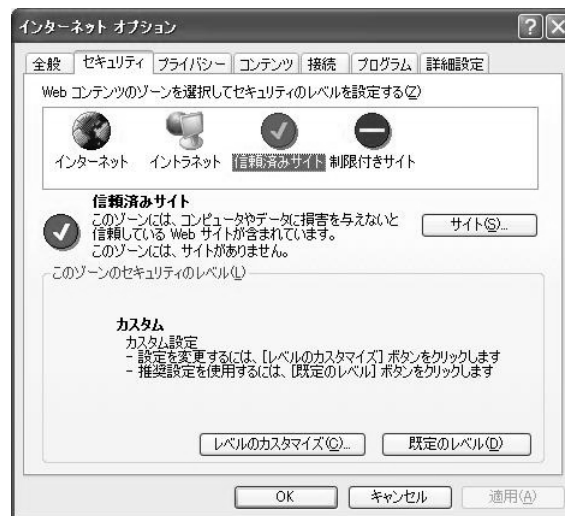 インターネット オプション
全般 セキュリティ プライバシー コンテンツ 接続 プログラム 詳細設定
Web コンテンツのゾーンを選択してセキュリティのレベルを設定する(Z)
インターネット イントラネット 信頼済みサイト 制限付きサイト
信頼済みサイト
このゾーンには、コンピュータやデータに損害を与えないと
信頼している Web サイトが含まれています。
このゾーンには、サイトがありません。
サイト(S)...
このゾーンのセキュリティのレベル(L)
カスタム
カスタム設定
- 設定を変更するには、[レベルのカスタマイズ] ボタンをクリックします
- 推奨設定を使用するには、[既定のレベル] ボタンをクリックします
レベルのカスタマイズ(C)... 既定のレベル(D)
OK キャンセル 適用(A)